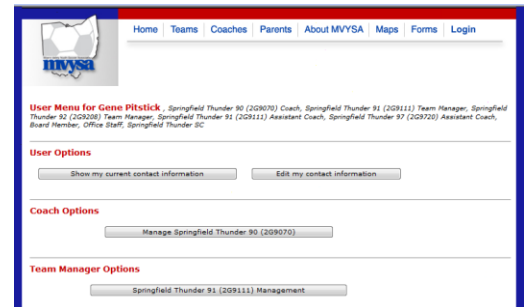 Home Teams Coaches Parents About MVYSA Maps Forms Login
mvysa
User Menu for Gene Pitstick , Springfield Thunder 90 (2G9070) Coach, Springfield Thunder 91 (2G9111) Team Manager, Springfield
Thunder 92 (2G9208) Team Manager, Springfield Thunder 91 (2G9111) Assistant Coach, Springfield Thunder 97 (2G9720) Assistant Coach,
Board Member, Office Staff, Springfield Thunder SC
User Options
Show my current contact information Edit my contact information
Coach Options
Manage Springfield Thunder 90 (2G9070)
Team Manager Options
Springfield Thunder 91 (2G9111) Management